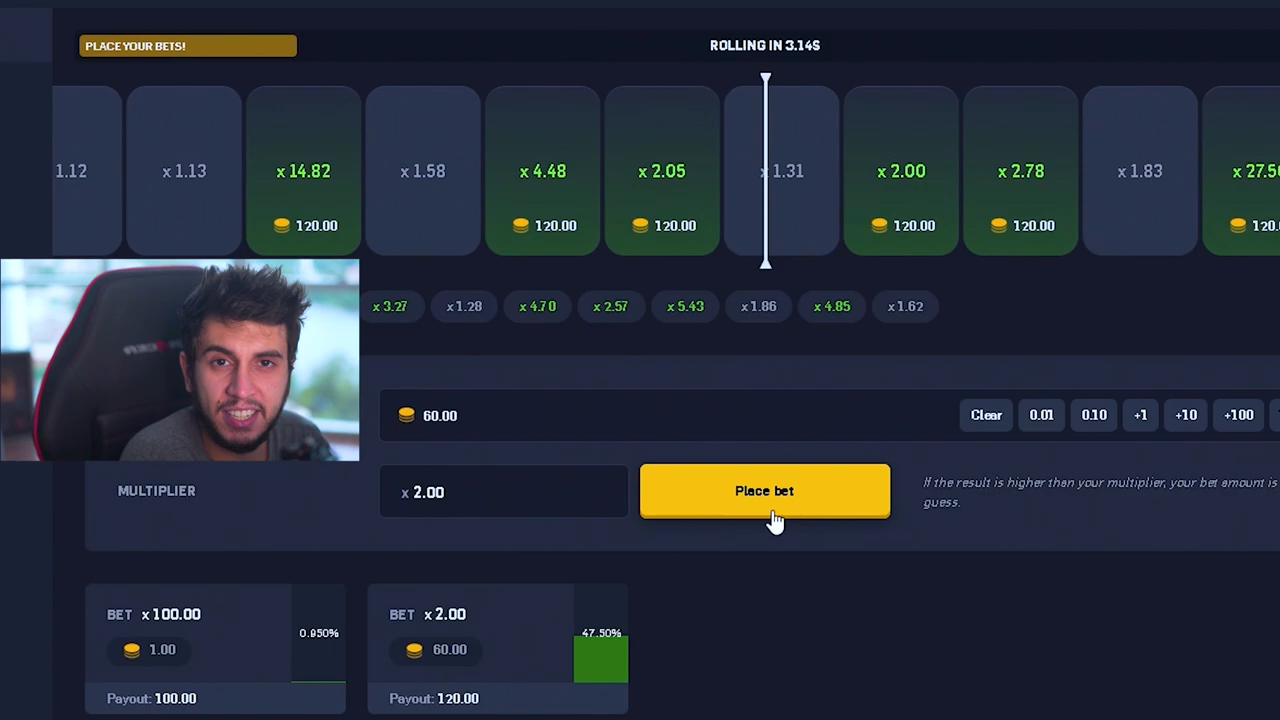 PLACE YOUR BETS!
ROLLING IN 3.14S
1.12
x 1.13
x 14.82
x 1.58
x 4.48
x 2.05
x 1.31
x 2.00
x 2.78
x 1.83
x 27.5
120.00
120.00
120.00
120.00
120.00
120.
x 3.27
x 1.28
x 4.70
x 2.57
x 5.43
x 1.86
x 4.85
x 1.62
60.00
Clear
0.01
0.10
+1
+10
+100
MULTIPLIER
x 2.00
Place bet
If the result is higher than your multiplier, your bet amount is
guess.
BET x 100.00
0.950%
1.00
Payout: 100.00
BET x 2.00
47.50%
60.00
Payout: 120.00